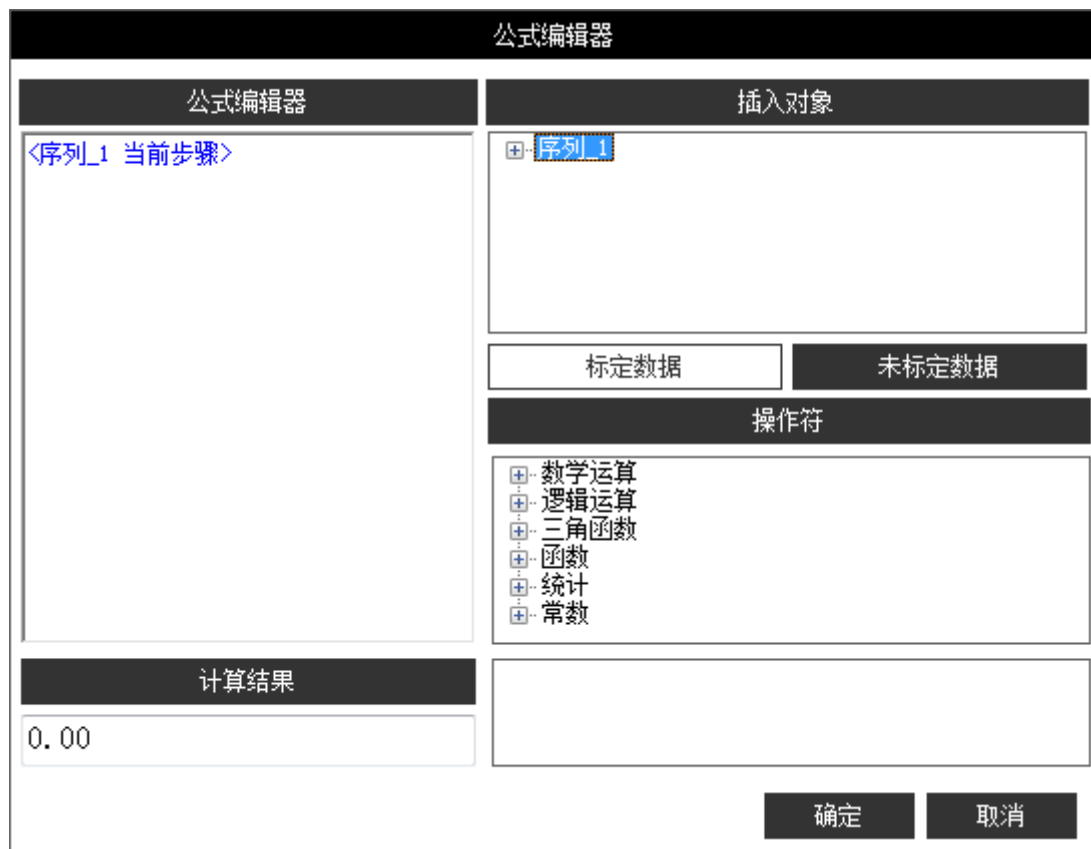 公式编辑器
公式编辑器
<序列_1 当前步骤>
计算结果
0.00
插入对象
序列_1
标定数据
未标定数据
操作符
数学运算
逻辑运算
三角函数
函数
统计
常数
确定
取消